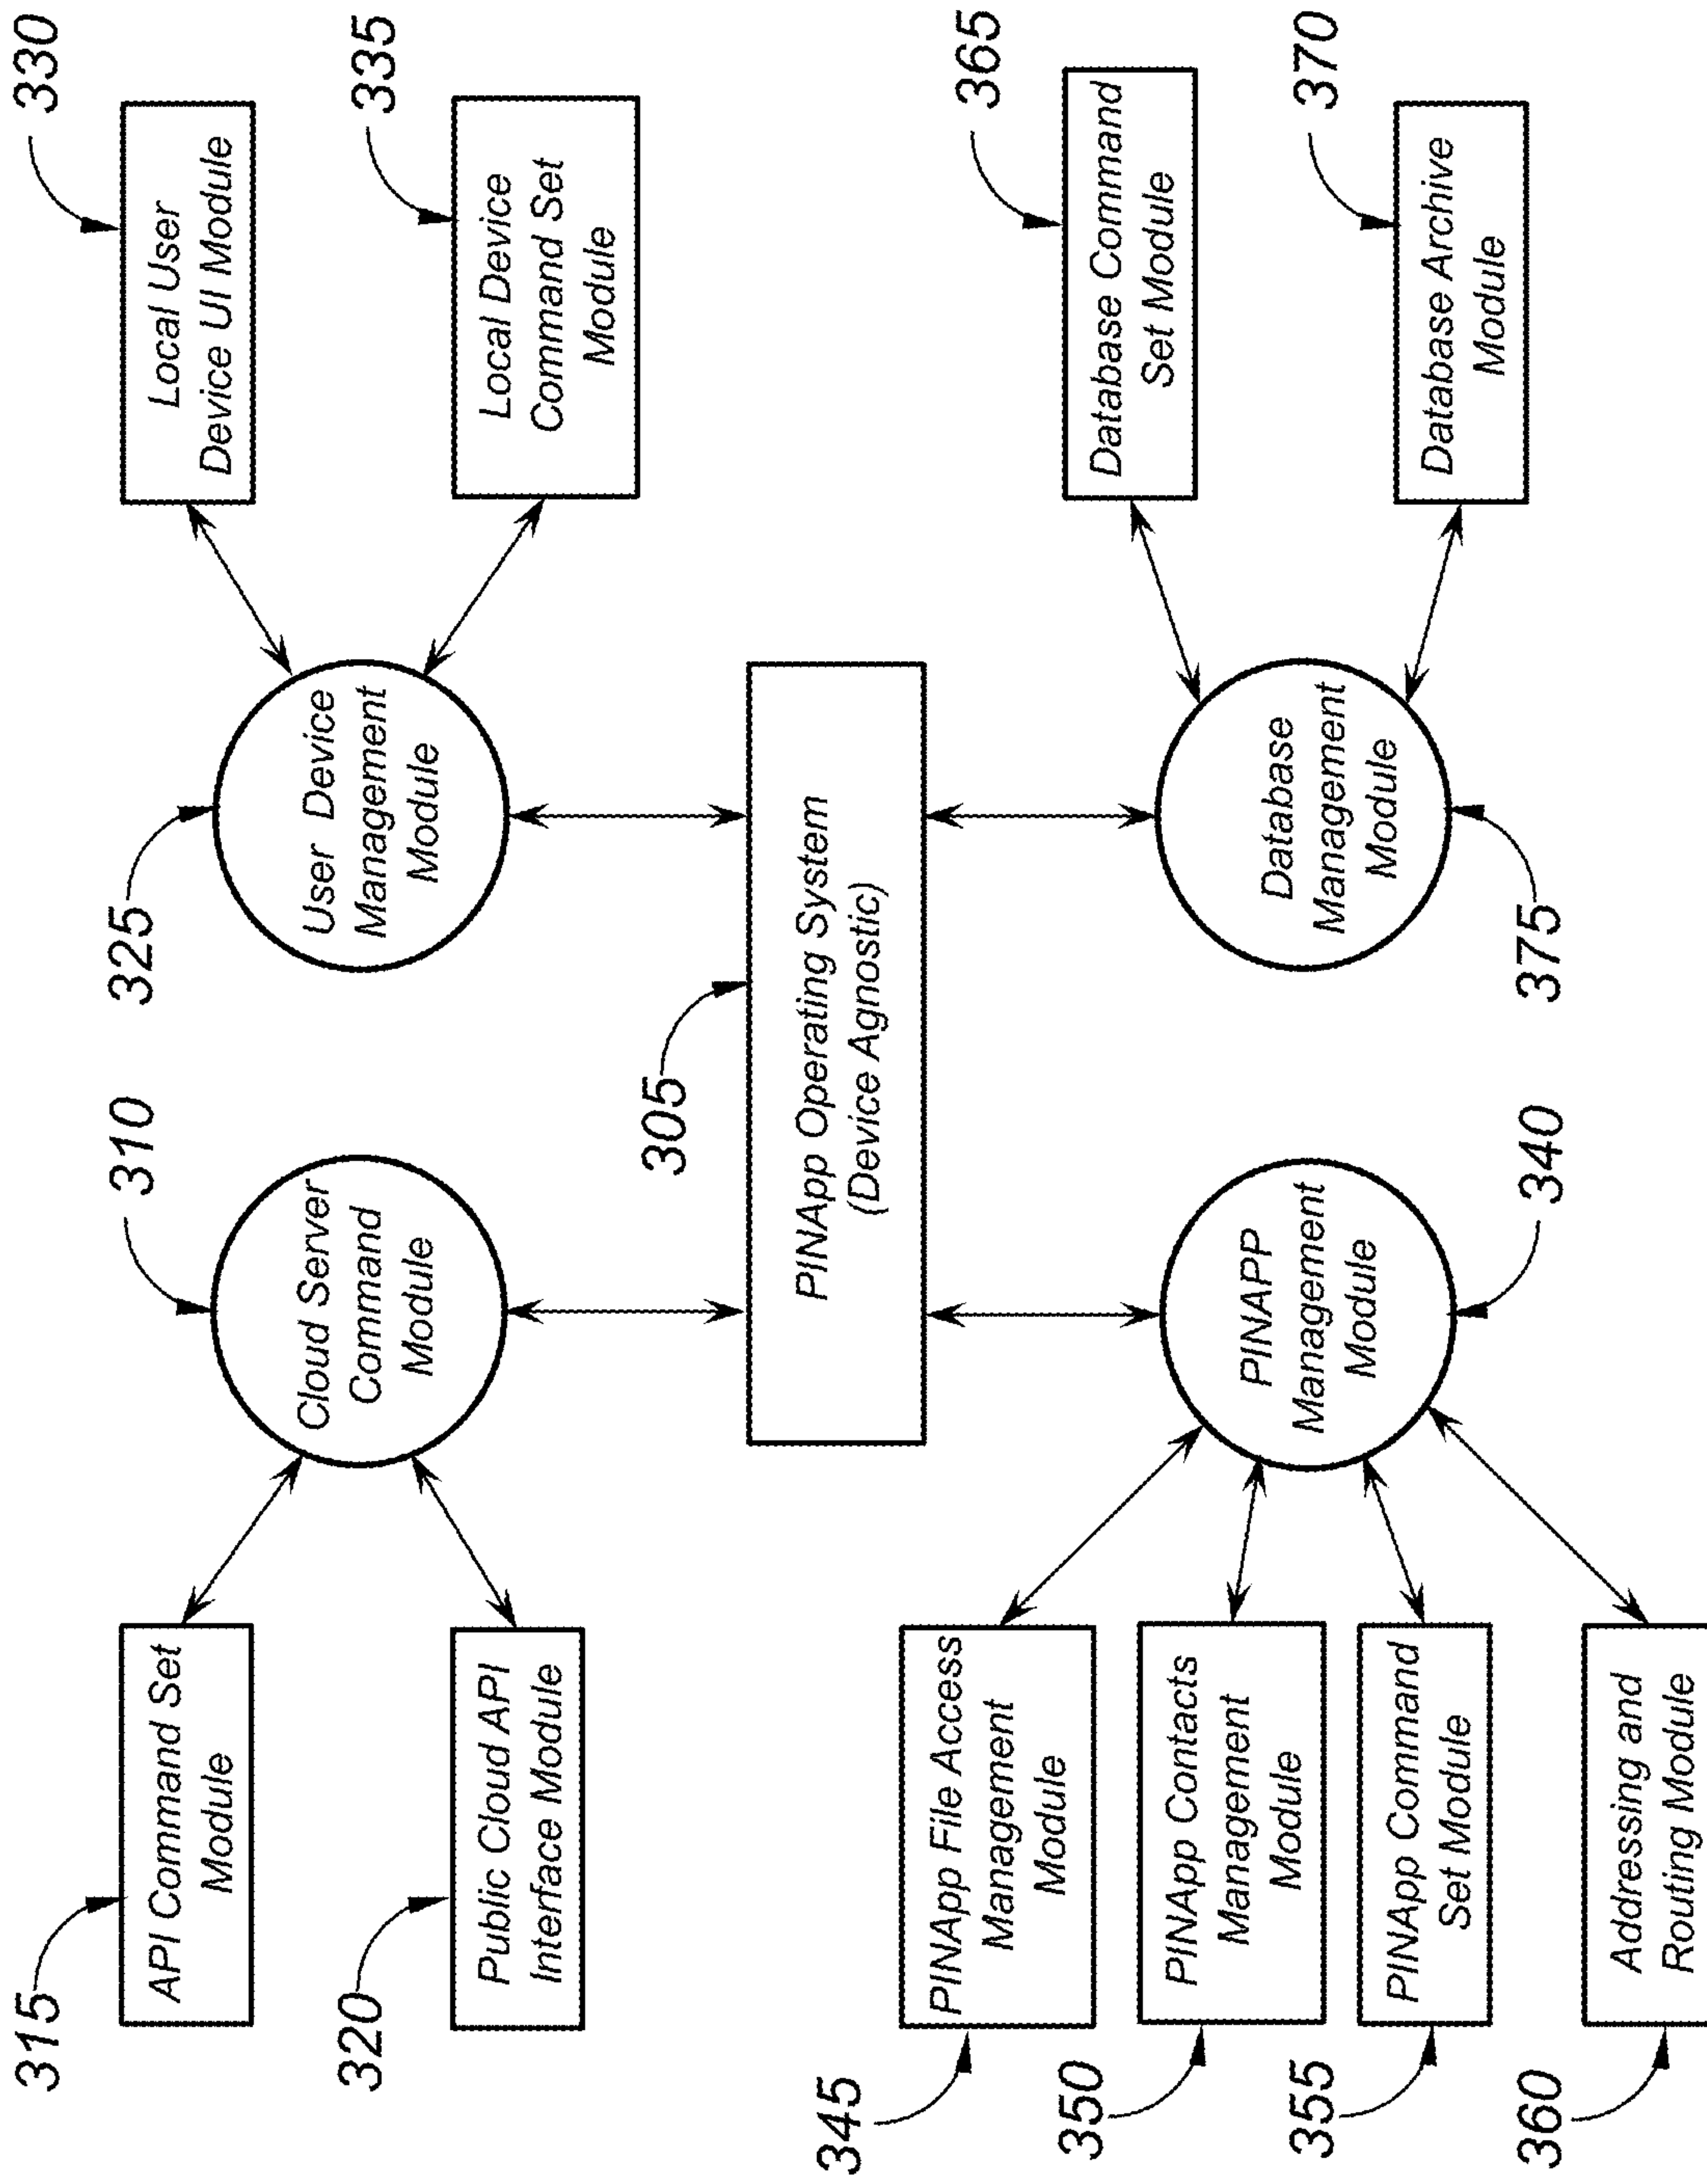 315
API Command Set
Module
320
Public Cloud API
Interface Module
310
Cloud Server
Command
Module
325
User Device
Management
Module
330
Local User
Device UI Module
335
Local Device
Command Set
Module
305
PINApp Operating System
(Device Agnostic)
345
PINApp File Access
Management
Module
350
PINApp Contacts
Management
Module
355
PINApp Command
Set Module
360
Addressing and
Routing Module
PINAPP
Management
Module
340
Database
Management
Module
375
365
Database Command
Set Module
370
Database Archive
Module